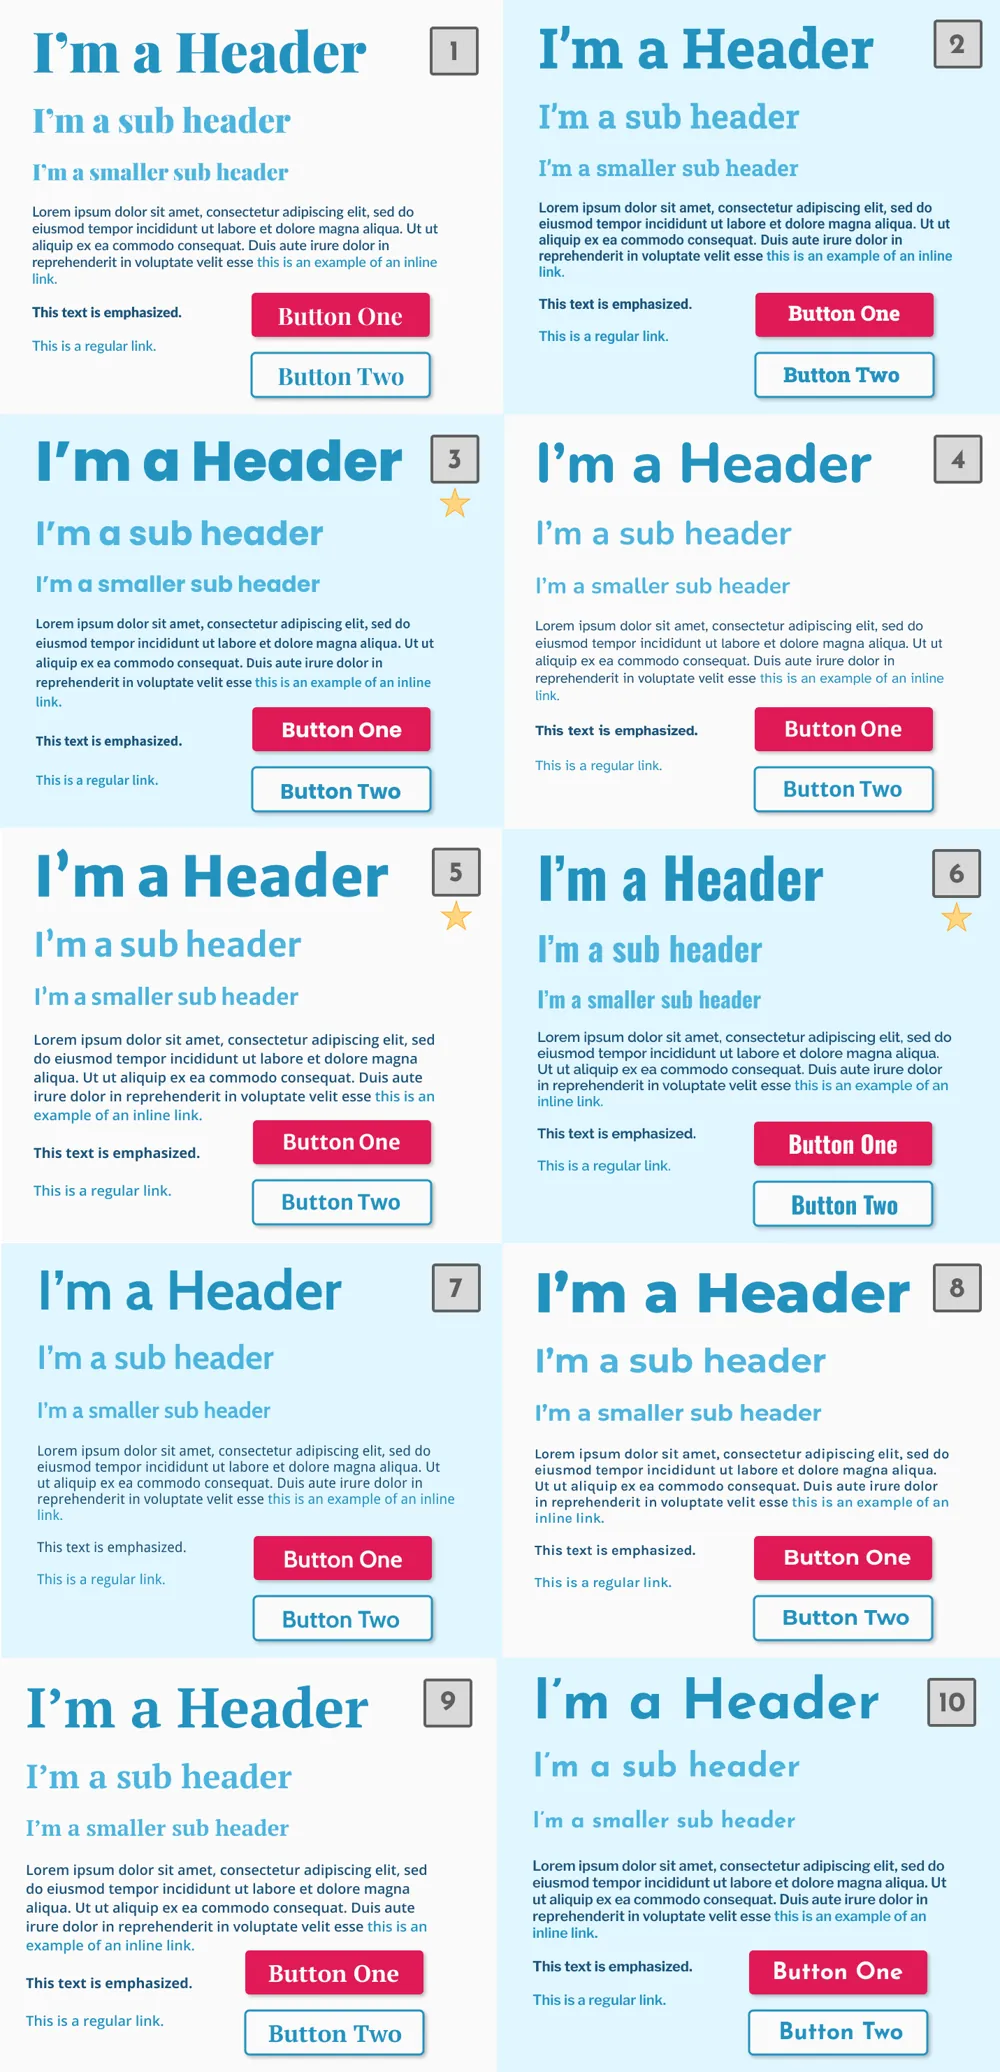 I'm a Header
1
I'm a sub header
I'm a smaller sub header
Lorem ipsum dolor sit amet, consectetur adipiscing elit, sed do
eiusmod tempor incididunt ut labore et dolore magna aliqua. Ut ut
aliquip ex ea commodo consequat. Duis aute irure dolor in
reprehenderit in voluptate velit esse this is an example of an inline
link.
This text is emphasized.
Button One
This is a regular link.
Button Two
I'm a Header
2
I'm a sub header
I'm a smaller sub header
Lorem ipsum dolor sit amet, consectetur adipiscing elit, sed do
eiusmod tempor incididunt ut labore et dolore magna aliqua. Ut ut
aliquip ex ea commodo consequat. Duis aute irure dolor in
reprehenderit in voluptate velit esse this is an example of an inline
link.
This text is emphasized.
Button One
This is a regular link.
Button Two
I'm a Header
3
I'm a sub header
I'm a smaller sub header
Lorem ipsum dolor sit amet, consectetur adipiscing elit, sed do
eiusmod tempor incididunt ut labore et dolore magna aliqua. Ut ut
aliquip ex ea commodo consequat. Duis aute irure dolor in
reprehenderit in voluptate velit esse this is an example of an inline
link.
Button One
This text is emphasized.
This is a regular link.
Button Two
I'm a Header
4
I'm a sub header
I'm a smaller sub header
Lorem ipsum dolor sit amet, consectetur adipiscing elit, sed do
eiusmod tempor incididunt ut labore et dolore magna aliqua. Ut ut
aliquip ex ea commodo consequat. Duis aute irure dolor in
reprehenderit in voluptate velit esse this is an example of an inline
link.
This text is emphasized.
Button One
This is a regular link.
Button Two
I'm a Header
5
I'm a sub header
I'm a smaller sub header
Lorem ipsum dolor sit amet, consectetur adipiscing elit, sed
do eiusmod tempor incididunt ut labore et dolore magna
aliqua. Ut ut aliquip ex ea commodo consequat. Duis aute
irure dolor in reprehenderit in voluptate velit esse this is an
example of an inline link.
Button One
This text is emphasized.
This is a regular link.
Button Two
I'm a Header
6
I'm a sub header
I'm a smaller sub header
Lorem ipsum dolor sit amet, consectetur adipiscing elit, sed do
eiusmod tempor incididunt ut labore et dolore magna aliqua.
Ut ut aliquip ex ea commodo consequat. Duis aute irure dolor
in reprehenderit in voluptate velit esse this is an example of an
inline link.
This text is emphasized.
Button One
This is a regular link.
Button Two
I'm a Header
7
I'm a sub header
I'm a smaller sub header
Lorem ipsum dolor sit amet, consectetur adipiscing elit, sed do
eiusmod tempor incididunt ut labore et dolore magna aliqua. Ut
ut aliquip ex ea commodo consequat. Duis aute irure dolor in
reprehenderit in voluptate velit esse this is an example of an inline
link.
This text is emphasized.
Button One
This is a regular link.
Button Two
I'm a Header
8
I'm a sub header
I'm a smaller sub header
Lorem ipsum dolor sit amet, consectetur adipiscing elit, sed do
eiusmod tempor incididunt ut labore et dolore magna aliqua.
Ut ut aliquip ex ea commodo consequat. Duis aute irure dolor
in reprehenderit in voluptate velit esse this is an example of an
inline link.
This text is emphasized.
Button One
This is a regular link.
Button Two
I'm a Header
9
I'm a sub header
I'm a smaller sub header
Lorem ipsum dolor sit amet, consectetur adipiscing elit, sed
do eiusmod tempor incididunt ut labore et dolore magna
aliqua. Ut ut aliquip ex ea commodo consequat. Duis aute
irure dolor in reprehenderit in voluptate velit esse this is an
example of an inline link.
Button One
This text is emphasized.
This is a regular link.
Button Two
I'm a Header
10
I'm a sub header
I'm a smaller sub header
Lorem ipsum dolor sit amet, consectetur adipiscing elit, sed do
eiusmod tempor incididunt ut labore et dolore magna aliqua. Ut
ut aliquip ex ea commodo consequat. Duis aute irure dolor in
reprehenderit in voluptate velit esse this is an example of an
inline link.
This text is emphasized.
Button One
This is a regular link.
Button Two